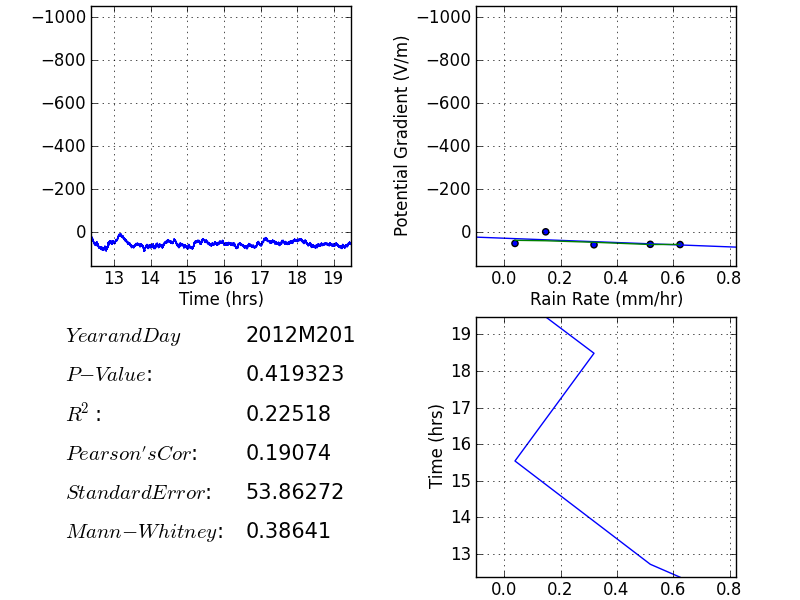 −1000
−800
−600
−400
−200
0
13 14 15 16 17 18 19
Time (hrs)
Potential Gradient (V/m)
−1000
−800
−600
−400
−200
0
0.0 0.2 0.4 0.6 0.8
Rain Rate (mm/hr)
YearandDay 2012M201
P−Value: 0.419323
R² : 0.22518
Pearson'sCor: 0.19074
StandardError: 53.86272
Mann−Whitney: 0.38641
Time (hrs)
19
18
17
16
15
14
13
0.0 0.2 0.4 0.6 0.8